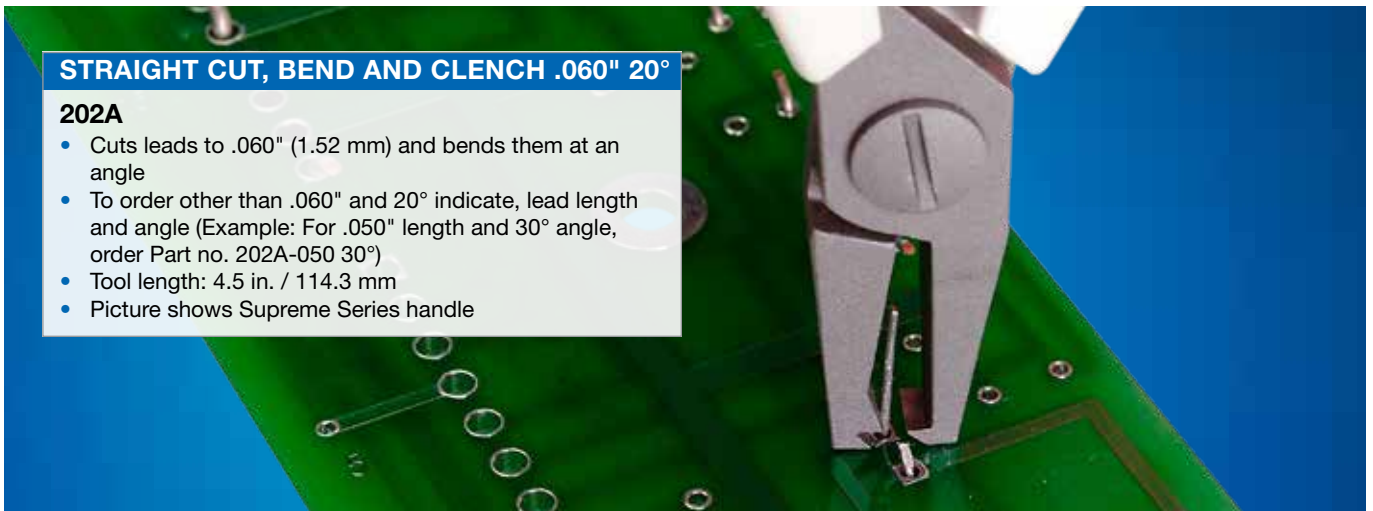 STRAIGHT CUT, BEND AND CLENCH .060" 20°
202A
• Cuts leads to .060" (1.52 mm) and bends them at an
angle
• To order other than .060" and 20° indicate, lead length
and angle (Example: For .050" length and 30° angle,
order Part no. 202A-050 30°)
• Tool length: 4.5 in. / 114.3 mm
• Picture shows Supreme Series handle